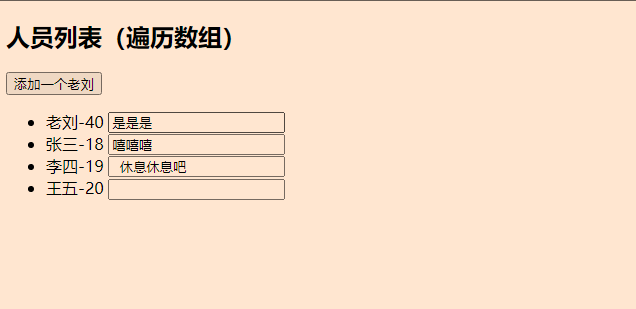 人员列表（遍历数组）
添加一个老刘
老刘-40 是是是
张三-18 嘻嘻嘻
李四-19 休息休息吧
王五-20